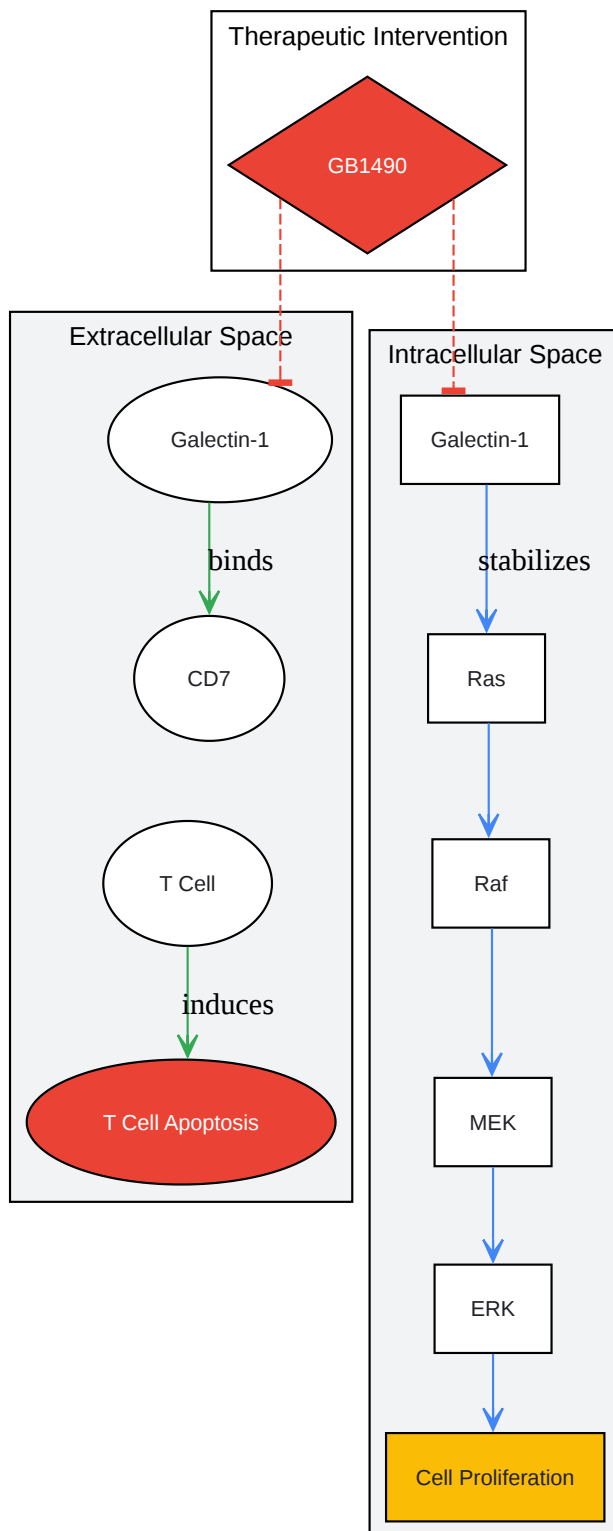 Therapeutic Intervention
GB1490
Extracellular Space
Galectin-1
binds
CD7
T Cell
induces
T Cell Apoptosis
Intracellular Space
Galectin-1
stabilizes
Ras
Raf
MEK
ERK
Cell Proliferation